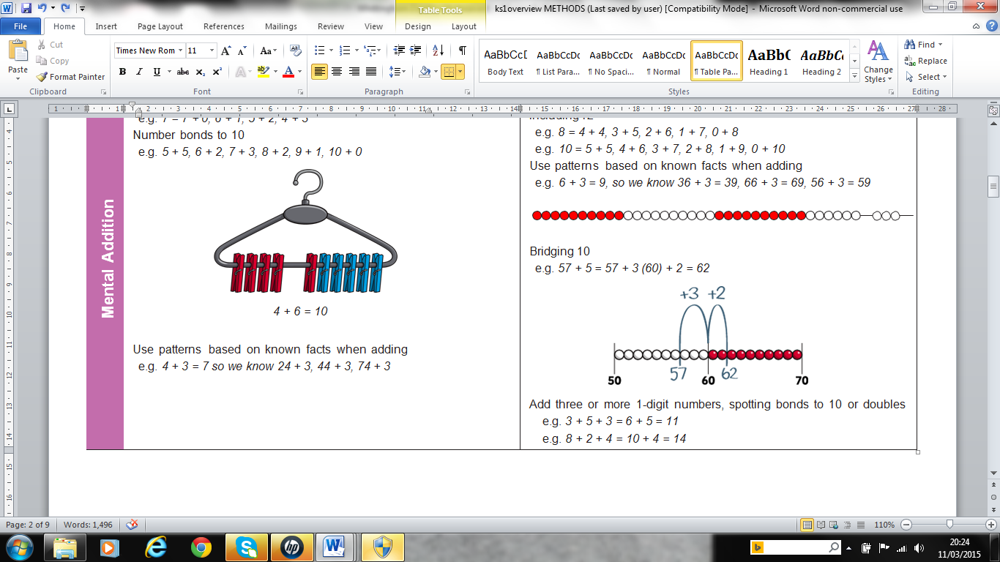 Table Tools
ks1overview METHODS (Last saved by user) [Compatibility Mode] - Microsoft Word non-commercial use
File Home Insert Page Layout References Mailings Review View Design Layout
Paste
Cut
Copy
Format Painter
Clipboard
Times New Rom 11
Font
Paragraph
AaBbCcI AaBbCcDc AaBbCcDc AaBbCcDc AaBbCcDc AaBbC AaBbCc
Body Text ¶ List Para... ¶ No Spaci... ¶ Normal ¶ Table Pa... Heading 1 Heading 2
Change Styles
Styles
Find
Replace
Select
Editing
Mental Addition
e.g. 7 = 7 + 0, 6 + 1, 5 + 2, 4 + 3
Number bonds to 10
e.g. 5 + 5, 6 + 2, 7 + 3, 8 + 2, 9 + 1, 10 + 0
4 + 6 = 10
Use patterns based on known facts when adding
e.g. 4 + 3 = 7 so we know 24 + 3, 44 + 3, 74 + 3
including 12
e.g. 8 = 4 + 4, 3 + 5, 2 + 6, 1 + 7, 0 + 8
e.g. 10 = 5 + 5, 4 + 6, 3 + 7, 2 + 8, 1 + 9, 0 + 10
Use patterns based on known facts when adding
e.g. 6 + 3 = 9, so we know 36 + 3 = 39, 66 + 3 = 69, 56 + 3 = 59
Bridging 10
e.g. 57 + 5 = 57 + 3 (60) + 2 = 62
+3 +2
57 62
50 60 70
Add three or more 1-digit numbers, spotting bonds to 10 or doubles
e.g. 3 + 5 + 3 = 6 + 5 = 11
e.g. 8 + 2 + 4 = 10 + 4 = 14
Page: 2 of 9 Words: 1,496 110%
20:24
11/03/2015